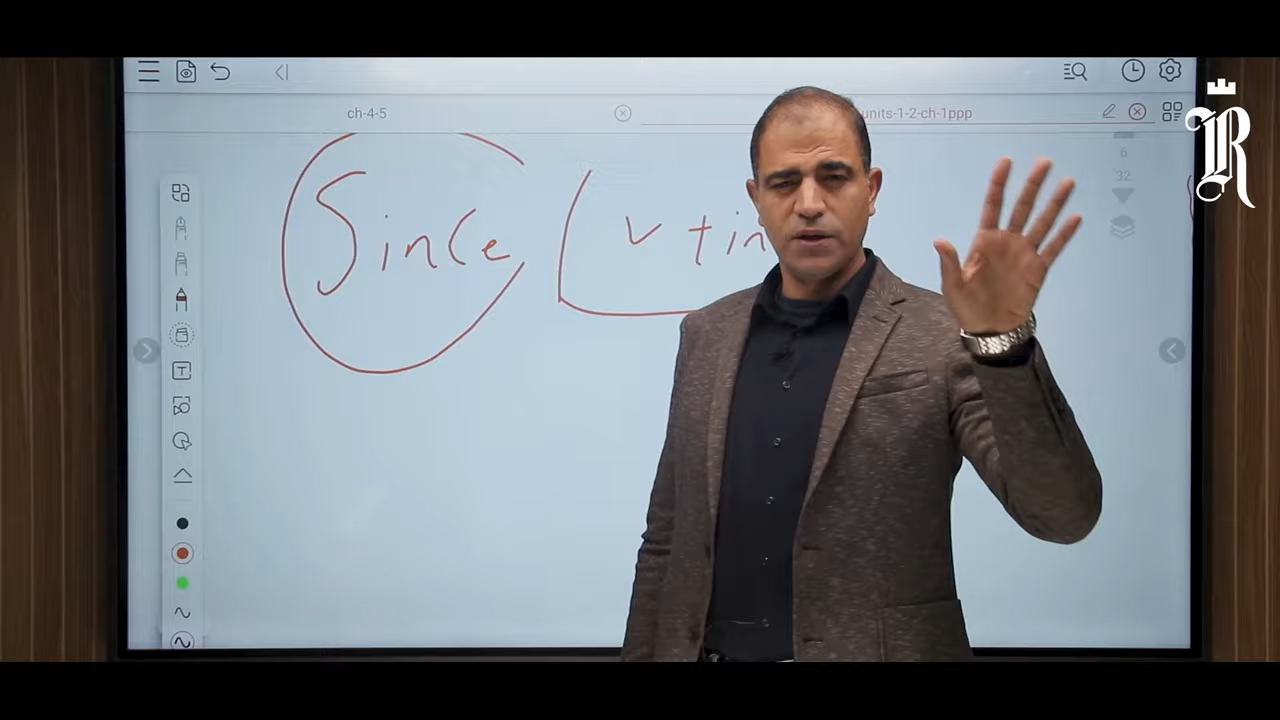 ch-4-5
units-1-2-ch-1ppp
6
32
Since
v + in
T
R